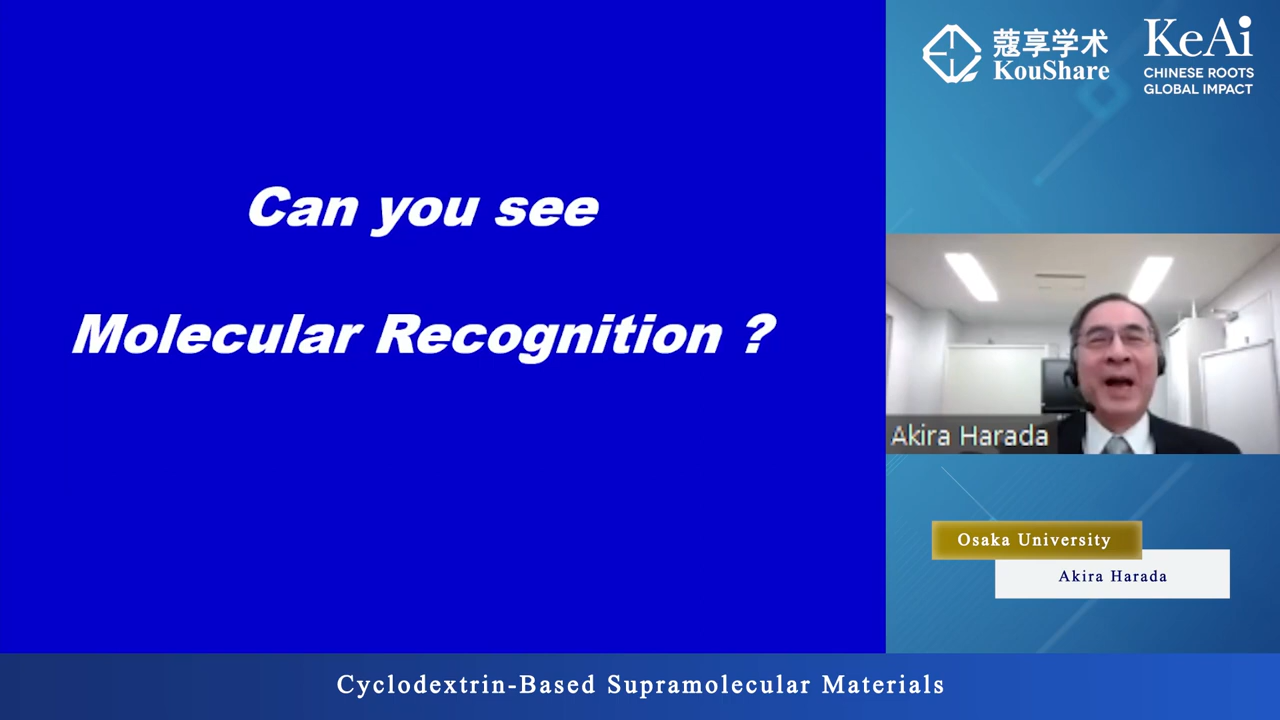 Can you see
Molecular Recognition ?
蔻享学术
KouShare
KeAi
CHINESE ROOTS
GLOBAL IMPACT
Akira Harada
Osaka University
Akira Harada
Cyclodextrin-Based Supramolecular Materials